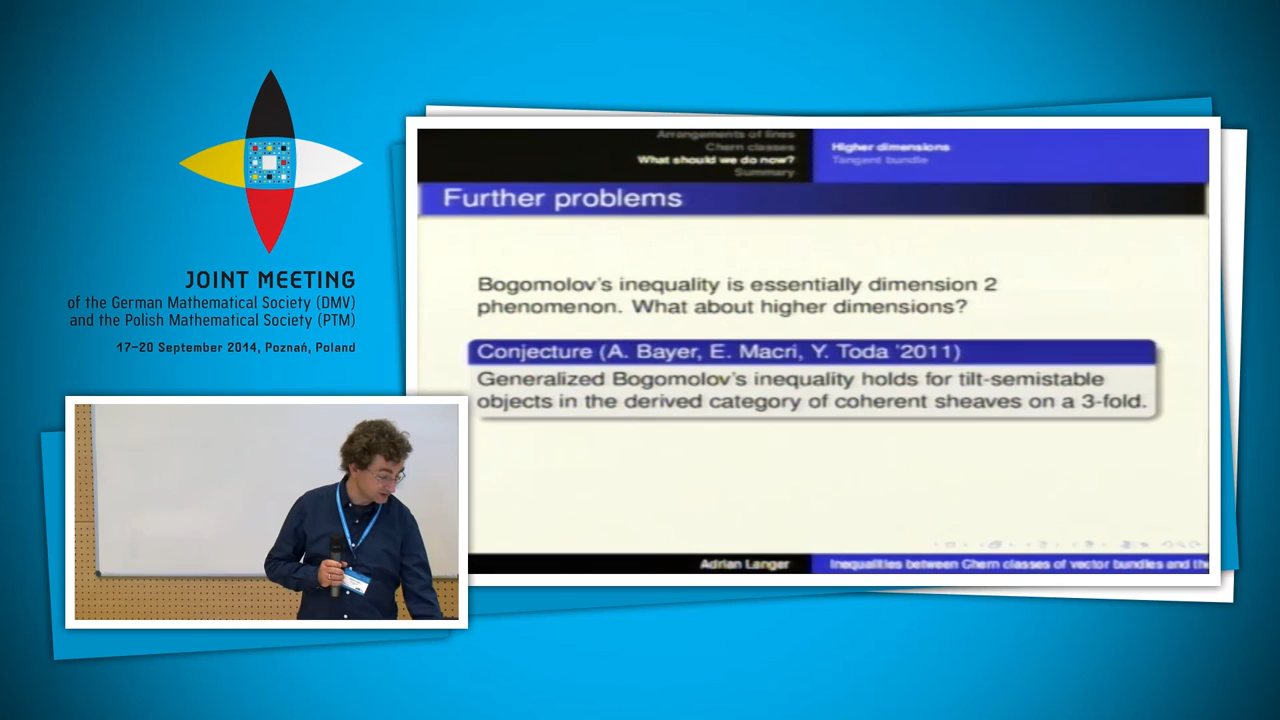 JOINT MEETING
of the German Mathematical Society (DMV)
and the Polish Mathematical Society (PTM)
17–20 September 2014, Poznań, Poland
Arrangements of lines
Chern classes
What should we do now?
Summary
Higher dimensions
Tangent bundle
Further problems
Bogomolov's inequality is essentially dimension 2
phenomenon. What about higher dimensions?
Conjecture (A. Bayer, E. Macri, Y. Toda '2011)
Generalized Bogomolov's inequality holds for tilt-semistable
objects in the derived category of coherent sheaves on a 3-fold.
Adrian Langer
Inequalities between Chern classes of vector bundles and